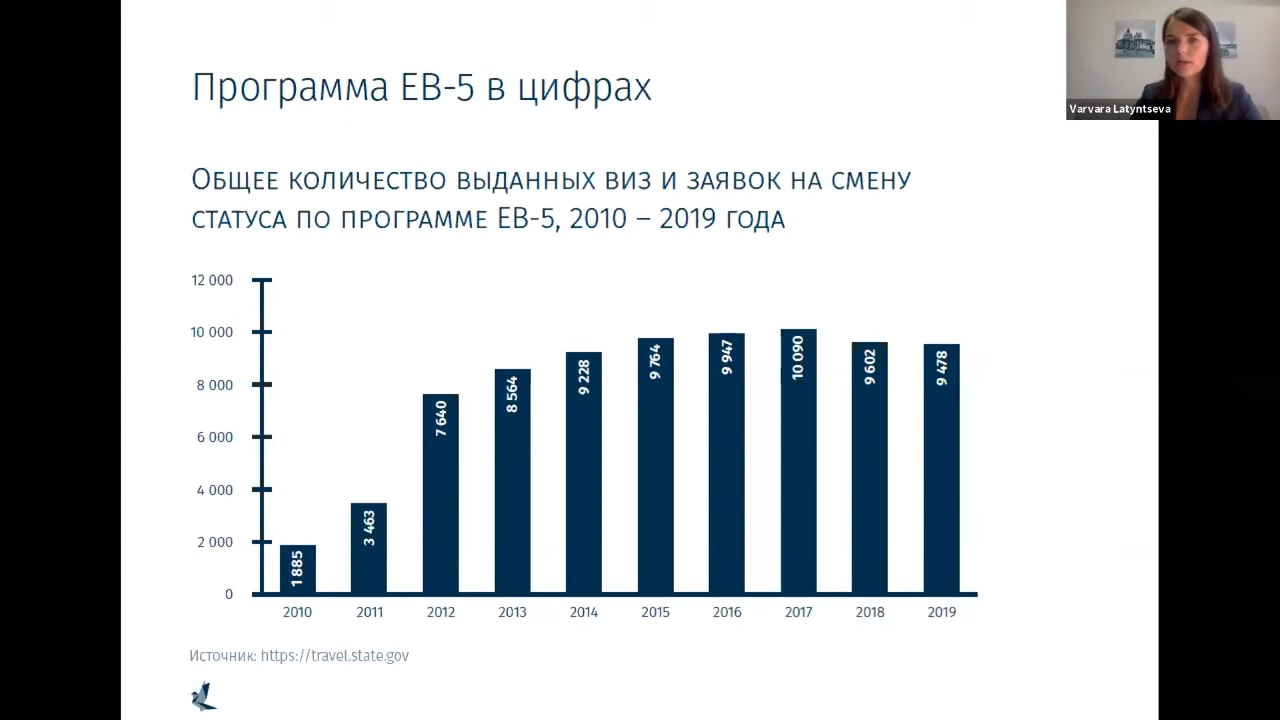 Программа EB-5 в цифрах
Varvara Latyntseva
Общее количество выданных виз и заявок на смену
статуса по программе EB-5, 2010 – 2019 года
12 000
10 000
8 000
6 000
4 000
2 000
0
1 885
3 463
7 640
8 564
9 228
9 764
9 947
10 090
9 602
9 478
2010 2011 2012 2013 2014 2015 2016 2017 2018 2019
Источник: https://travel.state.gov